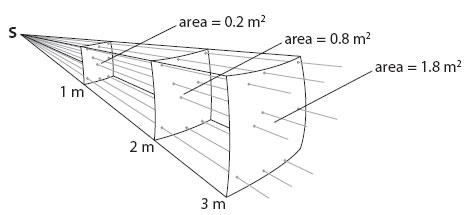 S
area = 0.2 m²
area = 0.8 m²
area = 1.8 m²
1 m
2 m
3 m